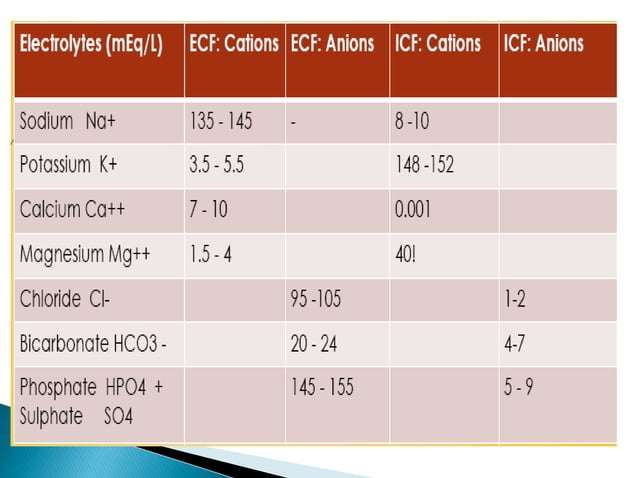 Electrolytes (mEq/L) ECF: Cations ECF: Anions ICF: Cations ICF: Anions
Sodium Na+ 135 - 145 - 8 -10
Potassium K+ 3.5 - 5.5 148 -152
Calcium Ca++ 7 - 10 0.001
Magnesium Mg++ 1.5 - 4 40!
Chloride Cl- 95 -105 1-2
Bicarbonate HCO3 - 20 - 24 4-7
Phosphate HPO4 + 145 - 155 5 - 9
Sulphate SO4